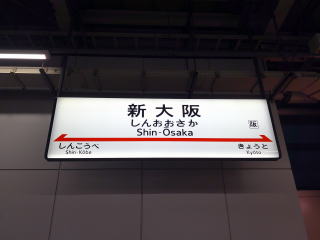 新大阪
しんおおさか
Shin-Ōsaka
阪
しんこうべ きょうと
Shin-Kōbe Kyōto